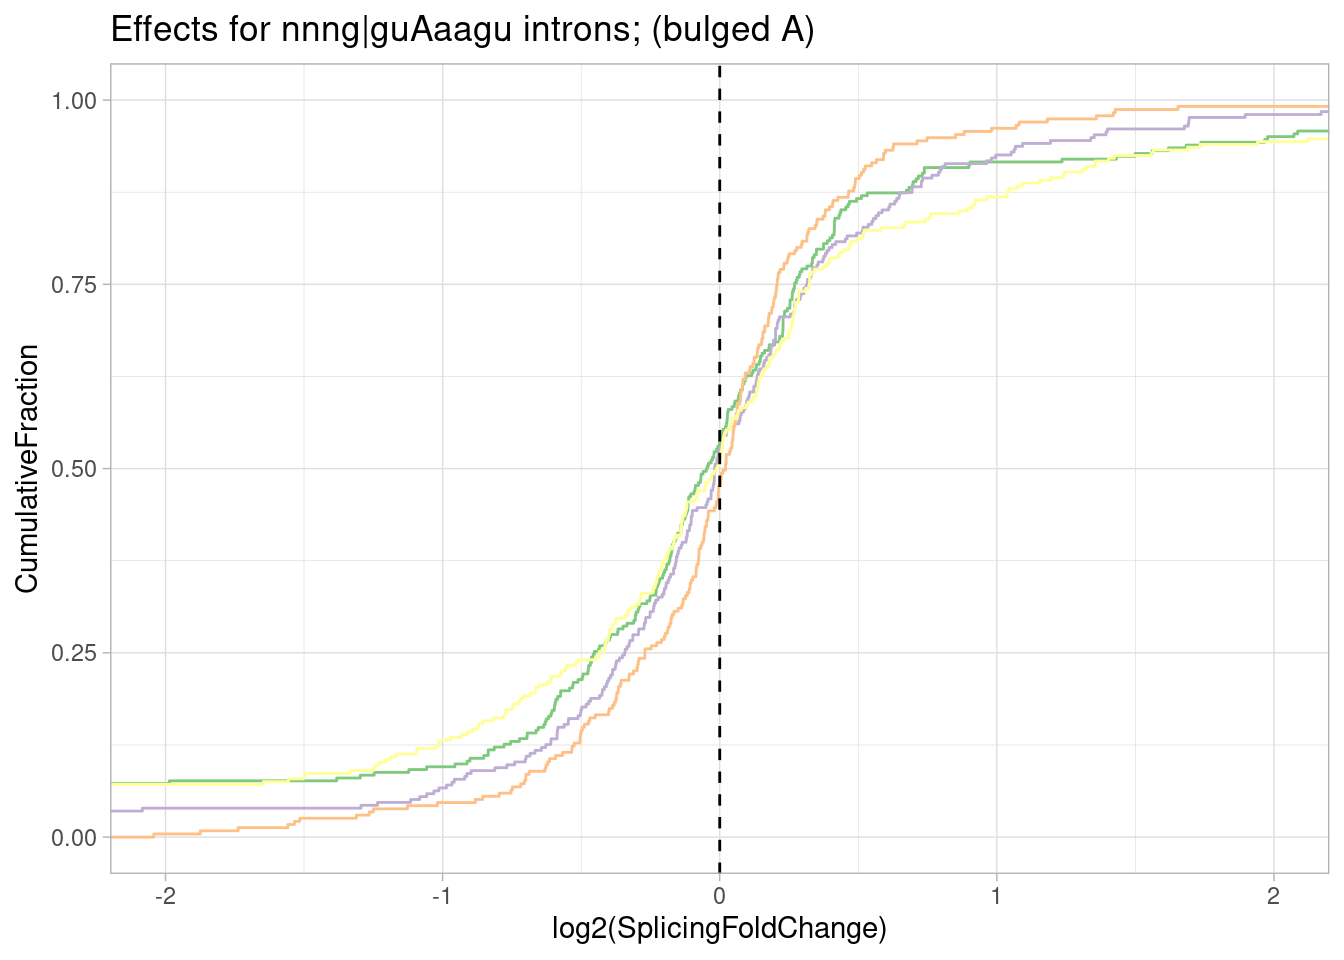 Effects for nnng|guAaagu introns; (bulged A)
1.00
0.75
0.50
0.25
0.00
CumulativeFraction
-2 -1 0 1 2
log2(SplicingFoldChange)